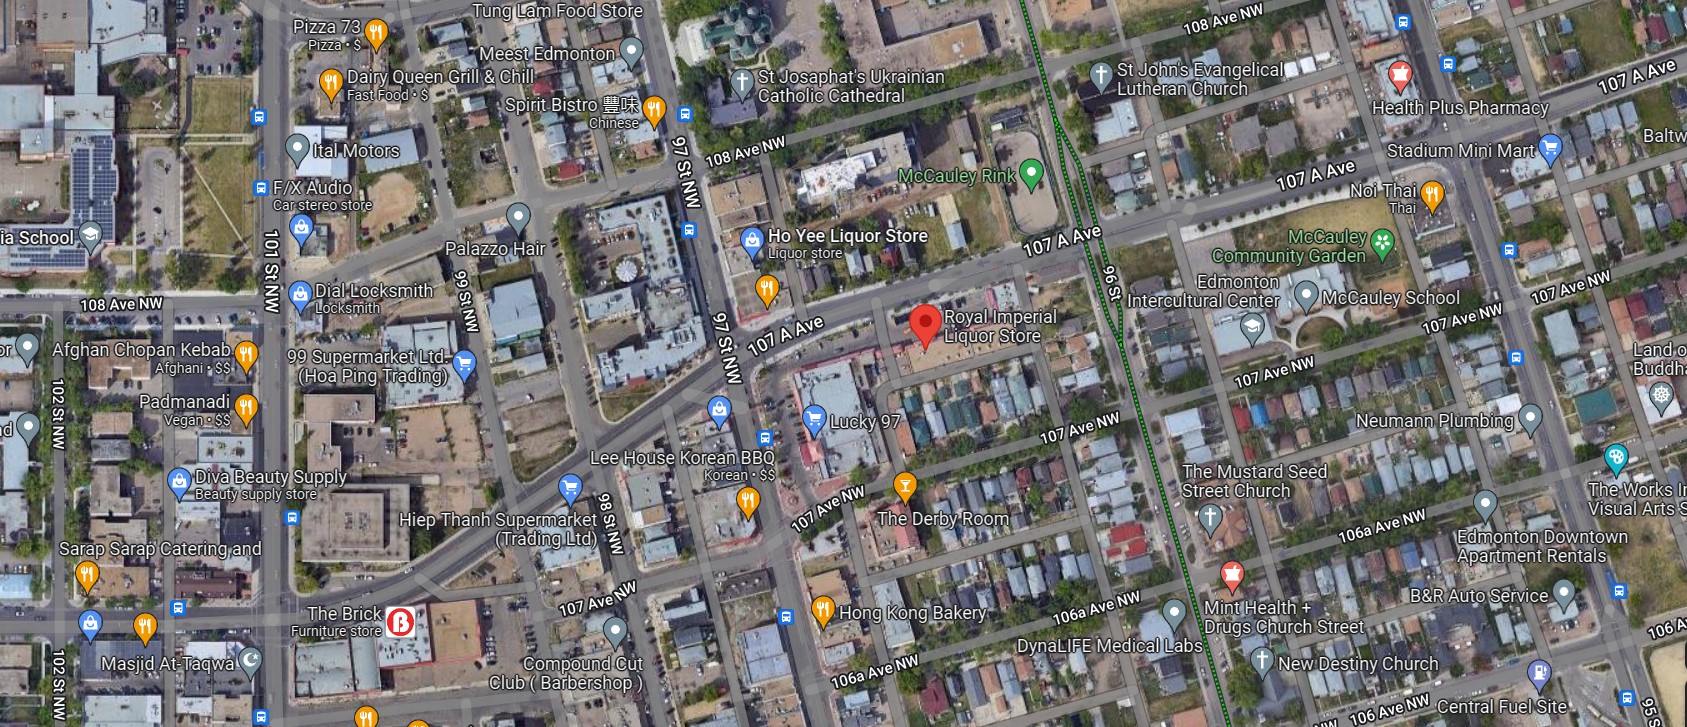 Tung Lam Food Store
Pizza 73
Pizza • $
Meest Edmonton
108 Ave NW
Dairy Queen Grill & Chill
Fast Food • $
St Josaphat's Ukrainian
Catholic Cathedral
St John's Evangelical
Lutheran Church
107 A Ave
Health Plus Pharmacy
Spirit Bistro 豐味
Chinese
Ital Motors
97 St NW
108 Ave NW
Stadium Mini Mart
McCauley Rink
107 A Ave
Noi Thai
Thai
F/X Audio
Car stereo store
ia School
Palazzo Hair
Ho Yee Liquor Store
Liquor store
107 A Ave
McCauley
Community Garden
101 St NW
99 St NW
96 St
Edmonton
Intercultural Center
McCauley School
107 Ave NW
108 Ave NW
Dial Locksmith
Locksmith
97 St NW
107 A Ave
Royal Imperial
Liquor Store
107 Ave NW
Afghan Chopan Kebab
Afghani • $$
99 Supermarket Ltd.
(Hoa Ping Trading)
107 Ave NW
Land o
Buddha
102 St NW
Padmanadi
Vegan • $$
Lucky 97
107 Ave NW
Neumann Plumbing
Diva Beauty Supply
Beauty supply store
Lee House Korean BBQ
Korean • $$
The Mustard Seed
Street Church
107 Ave NW
The Works In
Visual Arts S
Hiep Thanh Supermarket
(Trading Ltd)
98 St NW
The Derby Room
106a Ave NW
Edmonton Downtown
Apartment Rentals
Sarap Sarap Catering and
107 Ave NW
The Brick
Furniture store
Hong Kong Bakery
106a Ave NW
Mint Health +
Drugs Church Street
B&R Auto Service
106 A
102 St NW
Masjid At-Taqwa
Compound Cut
Club ( Barbershop )
106a Ave NW
DynaLIFE Medical Labs
New Destiny Church
106 Ave NW
Central Fuel Site
95 S